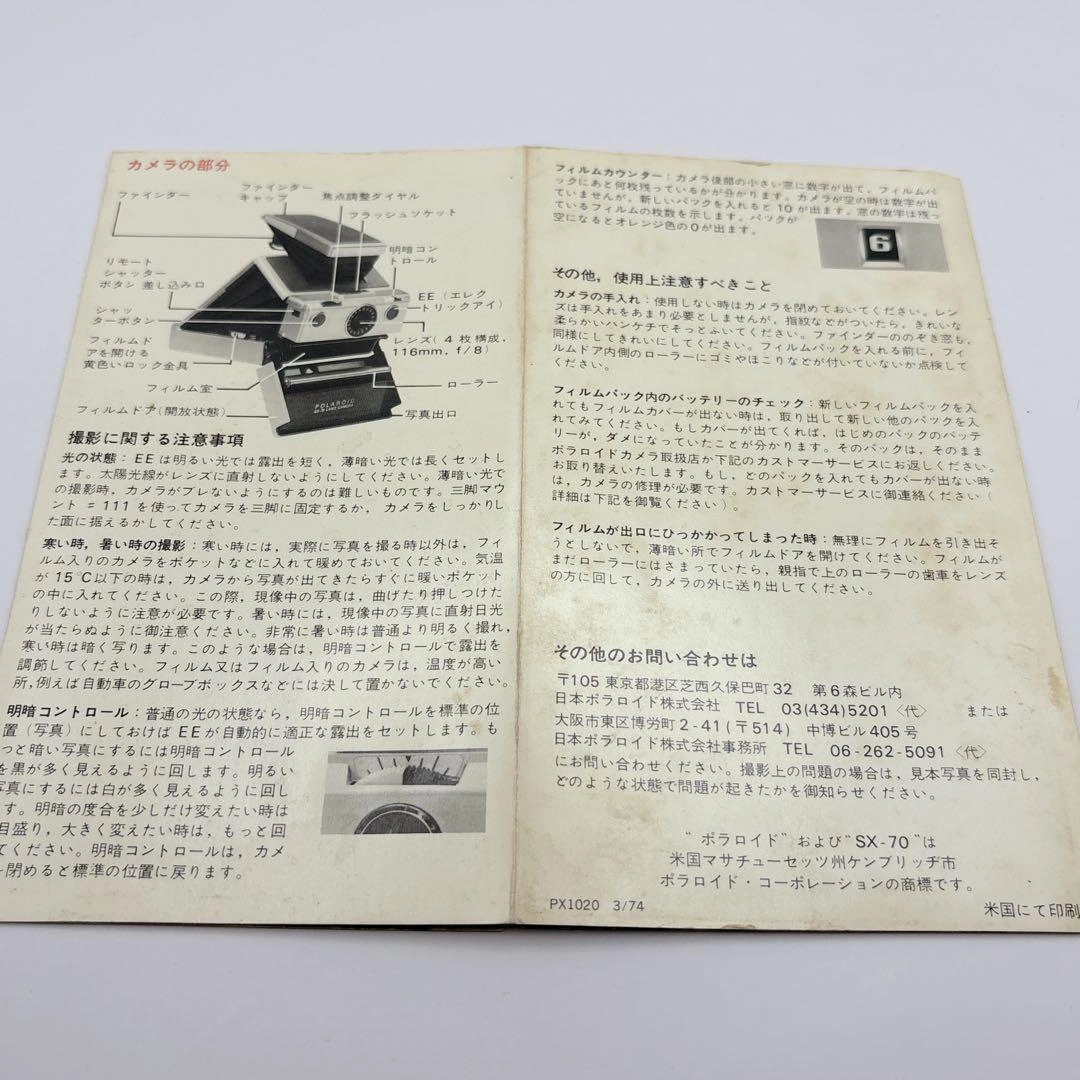 カメラの部分
ファインダー
ファインダー
キャップ
焦点調整ダイヤル
フラッシュソケット
明暗コン
トロール
リモート
シャッター
ボタン 差し込み口
EE (エレク
トリックアイ)
シャッ
ターボタン
レンズ(4枚構成,
116mm, f/8)
フィルムド
アを開ける
黄色いロック金具
フィルム室
ローラー
フィルムドア(開放状態)
写真出口
POLAROID
SX-70 LAND CAMERA
撮影に関する注意事項
光の状態:EEは明るい光では露出を短く,薄暗い光では長くセットし
ます。太陽光線がレンズに直射しないようにしてください。薄暗い光で
の撮影時,カメラがブレないようにするのは難しいものです。三脚マウ
ント=111を使ってカメラを三脚に固定するか,カメラをしっかりし
た面に据えるかしてください。
寒い時,暑い時の撮影:寒い時には,実際に写真を撮る時以外は,フィ
ルム入りのカメラをポケットなどに入れて暖めておいてください。気温
が15℃以下の時は,カメラから写真が出てきたらすぐに暖いポケット
の中に入れてください。この際,現像中の写真は,曲げたり押しつけた
りしないように注意が必要です。暑い時には,現像中の写真に直射日光
が当たらぬように御注意ください。非常に暑い時は普通より明るく撮れ,
寒い時は暗く写ります。このような場合は,明暗コントロールで露出を
調節してください。フィルム又はフィルム入りのカメラは,温度が高い
所,例えば自動車のグローブボックスなどには決して置かないでください。
明暗コントロール:普通の光の状態なら,明暗コントロールを標準の位
置(写真)にしておけばEEが自動的に適正な露出をセットします。も
っと暗い写真にするには明暗コントロール
を黒が多く見えるように回します。明るい
写真にするには白が多く見えるように回し
す。明暗の度合を少しだけ変えたい時は
目盛り,大きく変えたい時は,もっと回
てください。明暗コントロールは,カメ
を閉めると標準の位置に戻ります。
フィルムカウンター:カメラ後部の小さい窓に数字が出て,フィルムパ
ックにあと何枚残っているかが分かります。カメラが空の時は数字が出
ていませんが,新しいパックを入れると10が出ます。窓の数字は残っ
ているフィルムの枚数を示します。パックが
空になるとオレンジ色の0が出ます。
6
その他,使用上注意すべきこと
カメラの手入れ:使用しない時はカメラを閉めておいてください。レン
ズは手入れをあまり必要としませんが,指紋などがついたら,きれいな
柔らかいハンケチでそっとふいてください。ファインダーののぞき窓も,
同様にしてきれいにしてください。フィルムパックを入れる前に,フィ
ルムドア内側のローラーにゴミやほこりなどが付いていないか点検して
ください。
フィルムパック内のバッテリーのチェック:新しいフィルムパックを入
れてもフィルムカバーが出ない時は,取り出して新しい他のパックを入
れてみてください。もしカバーが出てくれば,はじめのパックのバッテ
リーが,ダメになっていたことが分かります。そのパックは,そのまま
ポラロイドカメラ取扱店か下記のカストマーサービスにお返しください。
お取り替えいたします。もし,どのパックを入れてもカバーが出ない時
は,カメラの修理が必要です。カストマーサービスに御連絡ください(
詳細は下記を御覧ください)。
フィルムが出口にひっかかってしまった時:無理にフィルムを引き出そ
うとしないで,薄暗い所でフィルムドアを開けてください。フィルムが
まだローラーにはさまっていたら,親指で上のローラーの歯車をレンズ
の方に回して,カメラの外に送り出してください。
その他のお問い合わせは
〒105 東京都港区芝西久保巴町32 第6森ビル内
日本ポラロイド株式会社 TEL 03(434)5201〈代〉 または
大阪市東区博労町2-41(〒514) 中博ビル405号
日本ポラロイド株式会社事務所 TEL 06-262-5091〈代〉
にお問い合わせください。撮影上の問題の場合は,見本写真を同封し,
どのような状態で問題が起きたかを御知らせください。
"ポラロイド"および"SX-70"は
米国マサチューセッツ州ケンブリッヂ市
ポラロイド・コーポレーションの商標です。
PX1020 3/74
米国にて印刷